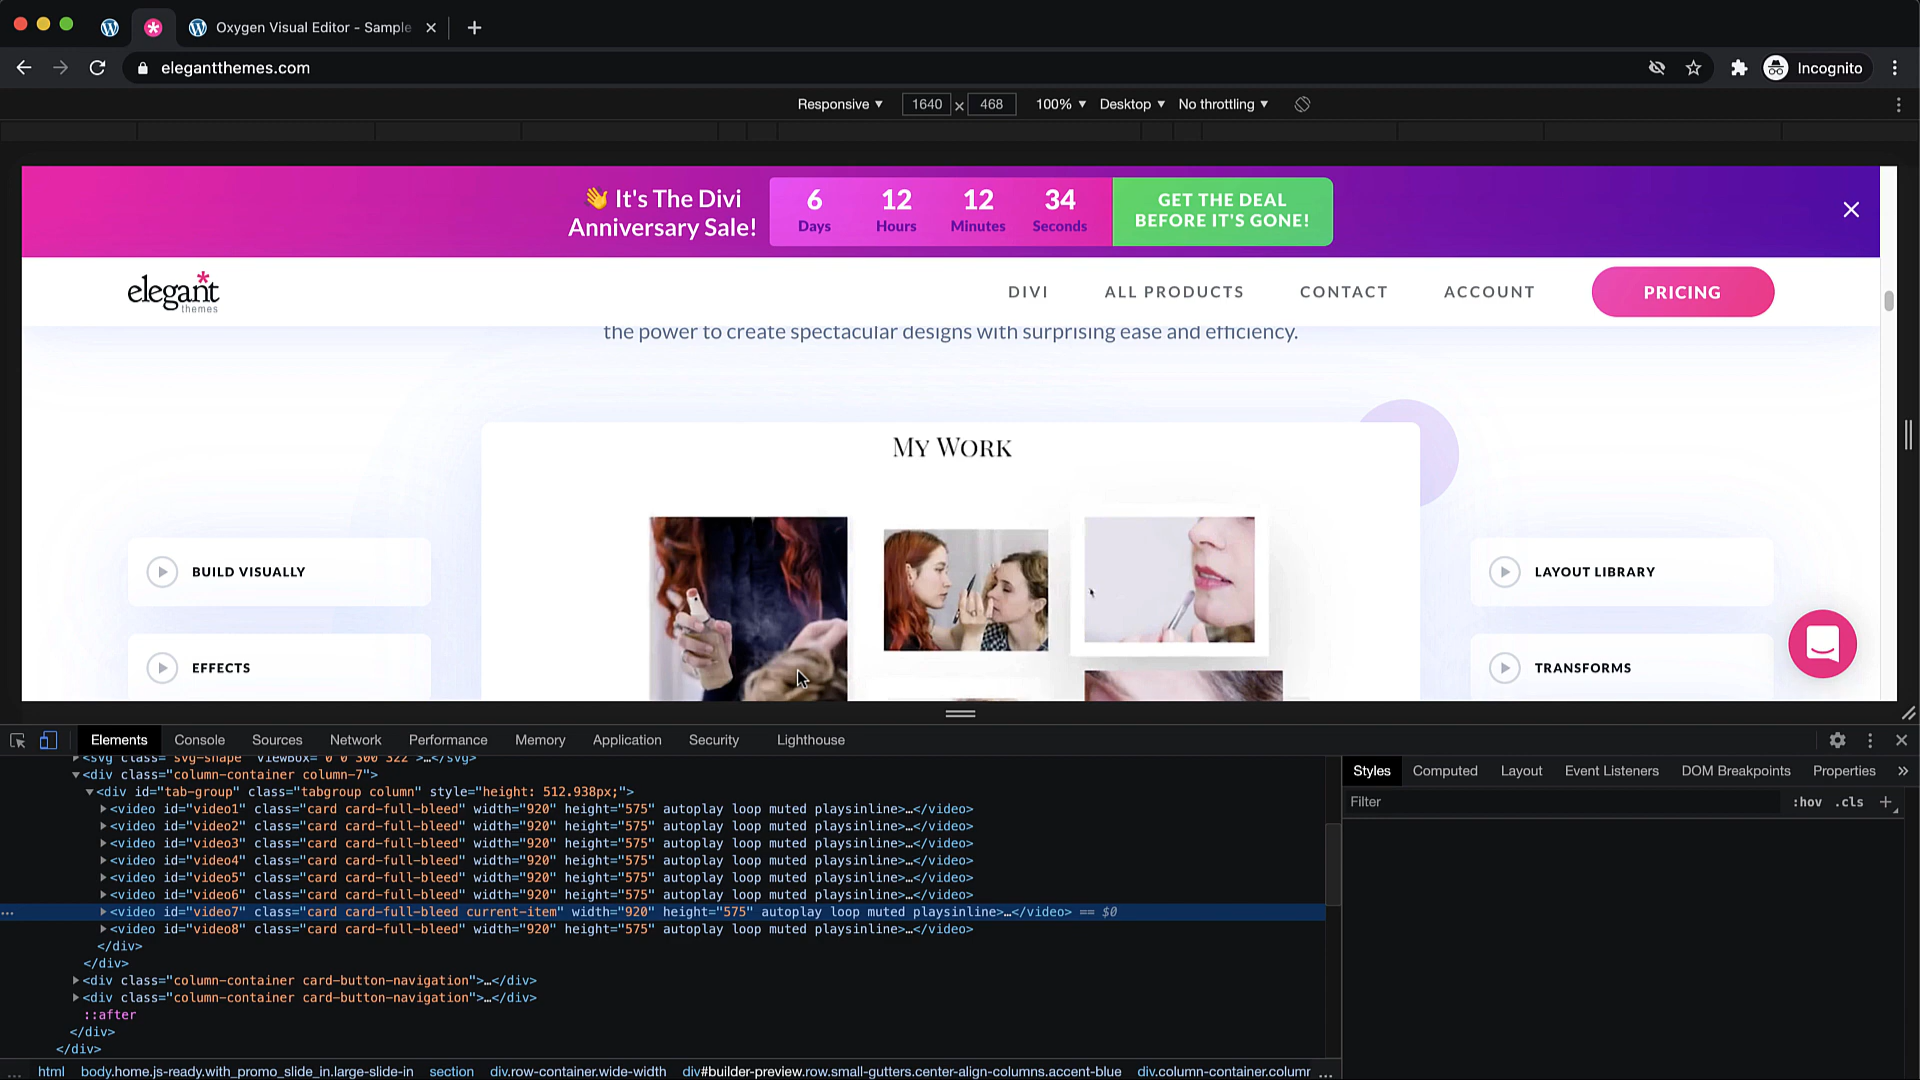 Oxygen Visual Editor - Sample
elegantthemes.com
Incognito
Responsive ▼ 1640 × 468 100% ▼ Desktop ▼ No throttling ▼
👋 It's The Divi
Anniversary Sale!
6 12 12 34
Days Hours Minutes Seconds
GET THE DEAL
BEFORE IT'S GONE!
elegant
themes
DIVI ALL PRODUCTS CONTACT ACCOUNT PRICING
the power to create spectacular designs with surprising ease and efficiency.
My Work
BUILD VISUALLY
LAYOUT LIBRARY
EFFECTS
TRANSFORMS
Elements Console Sources Network Performance Memory Application Security Lighthouse
<svg class="svg-shape" viewbox="0 0 300 322">…</svg>
<div class="column-container column-7">
<div id="tab-group" class="tabgroup column" style="height: 512.938px;">
<video id="video1" class="card card-full-bleed" width="920" height="575" autoplay loop muted playsinline>…</video>
<video id="video2" class="card card-full-bleed" width="920" height="575" autoplay loop muted playsinline>…</video>
<video id="video3" class="card card-full-bleed" width="920" height="575" autoplay loop muted playsinline>…</video>
<video id="video4" class="card card-full-bleed" width="920" height="575" autoplay loop muted playsinline>…</video>
<video id="video5" class="card card-full-bleed" width="920" height="575" autoplay loop muted playsinline>…</video>
<video id="video6" class="card card-full-bleed" width="920" height="575" autoplay loop muted playsinline>…</video>
<video id="video7" class="card card-full-bleed current-item" width="920" height="575" autoplay loop muted playsinline>…</video> == $0
<video id="video8" class="card card-full-bleed" width="920" height="575" autoplay loop muted playsinline>…</video>
</div>
</div>
<div class="column-container card-button-navigation">…</div>
<div class="column-container card-button-navigation">…</div>
::after
</div>
</div>
... html body.home.js-ready.with_promo_slide_in.large-slide-in section div.row-container.wide-width div#builder-preview.row.small-gutters.center-align-columns.accent-blue div.column-container.column ...
Styles Computed Layout Event Listeners DOM Breakpoints Properties »
Filter :hov .cls +